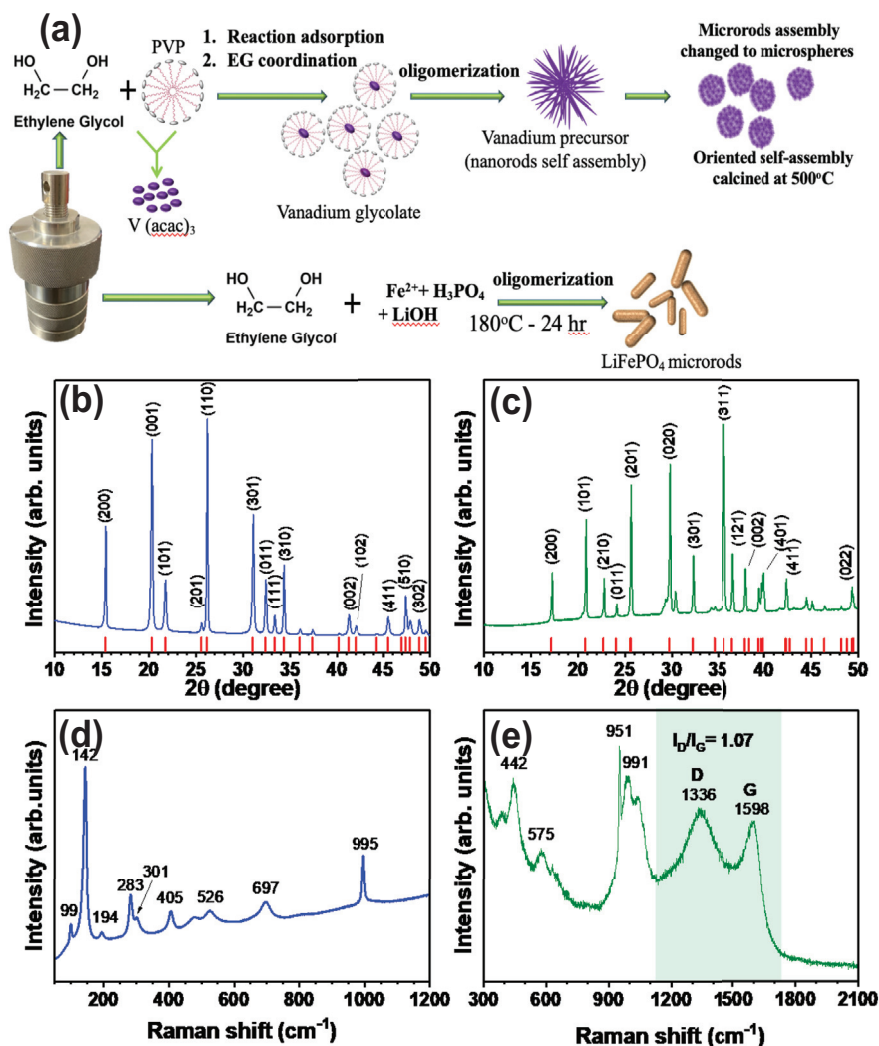 (a)
HO
OH
H₂C–CH₂
Ethylene Glycol
+
PVP
V (acac)₃
1. Reaction adsorption
2. EG coordination
Vanadium glycolate
oligomerization
Vanadium precursor
(nanorods self assembly)
Microrods assembly
changed to microspheres
Oriented self-assembly
calcined at 500°C
HO
OH
H₂C–CH₂
Ethylene Glycol
+
Fe²⁺+ H₃PO₄
+ LiOH
oligomerization
180°C - 24 hr
LiFePO₄ microrods
(b)
Intensity (arb. units)
(200)
(001)
(101)
(201)
(110)
(301)
(011)
(111)
(310)
(002)
(102)
(411)
(510)
(302)
10 15 20 25 30 35 40 45 50
2θ (degree)
(c)
Intensity (arb. units)
(200)
(101)
(210)
(011)
(201)
(020)
(301)
(311)
(121)
(002)
(401)
(411)
(022)
10 15 20 25 30 35 40 45 50
2θ (degree)
(d)
Intensity (arb.units)
99
142
194
283
301
405
526
697
995
200 400 600 800 1000 1200
Raman shift (cm⁻¹)
(e)
Intensity (arb.units)
442
575
951
991
I_D/I_G= 1.07
D
1336
G
1598
300 600 900 1200 1500 1800 2100
Raman shift (cm⁻¹)